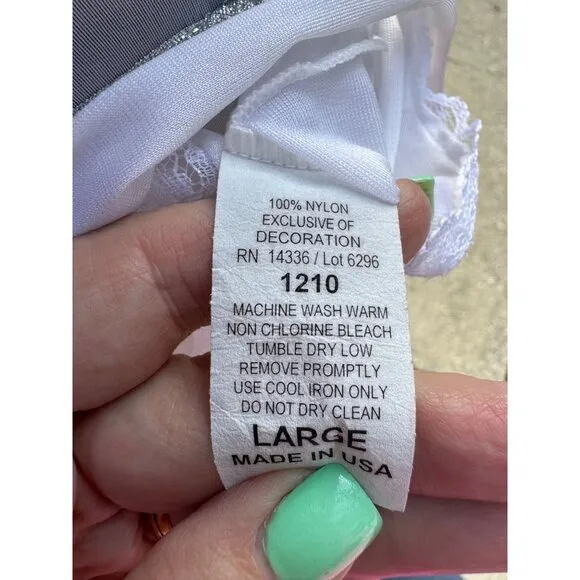 100% NYLON
EXCLUSIVE OF
DECORATION
RN 14336 / Lot 6296
1210
MACHINE WASH WARM
NON CHLORINE BLEACH
TUMBLE DRY LOW
REMOVE PROMPTLY
USE COOL IRON ONLY
DO NOT DRY CLEAN
LARGE
MADE IN USA